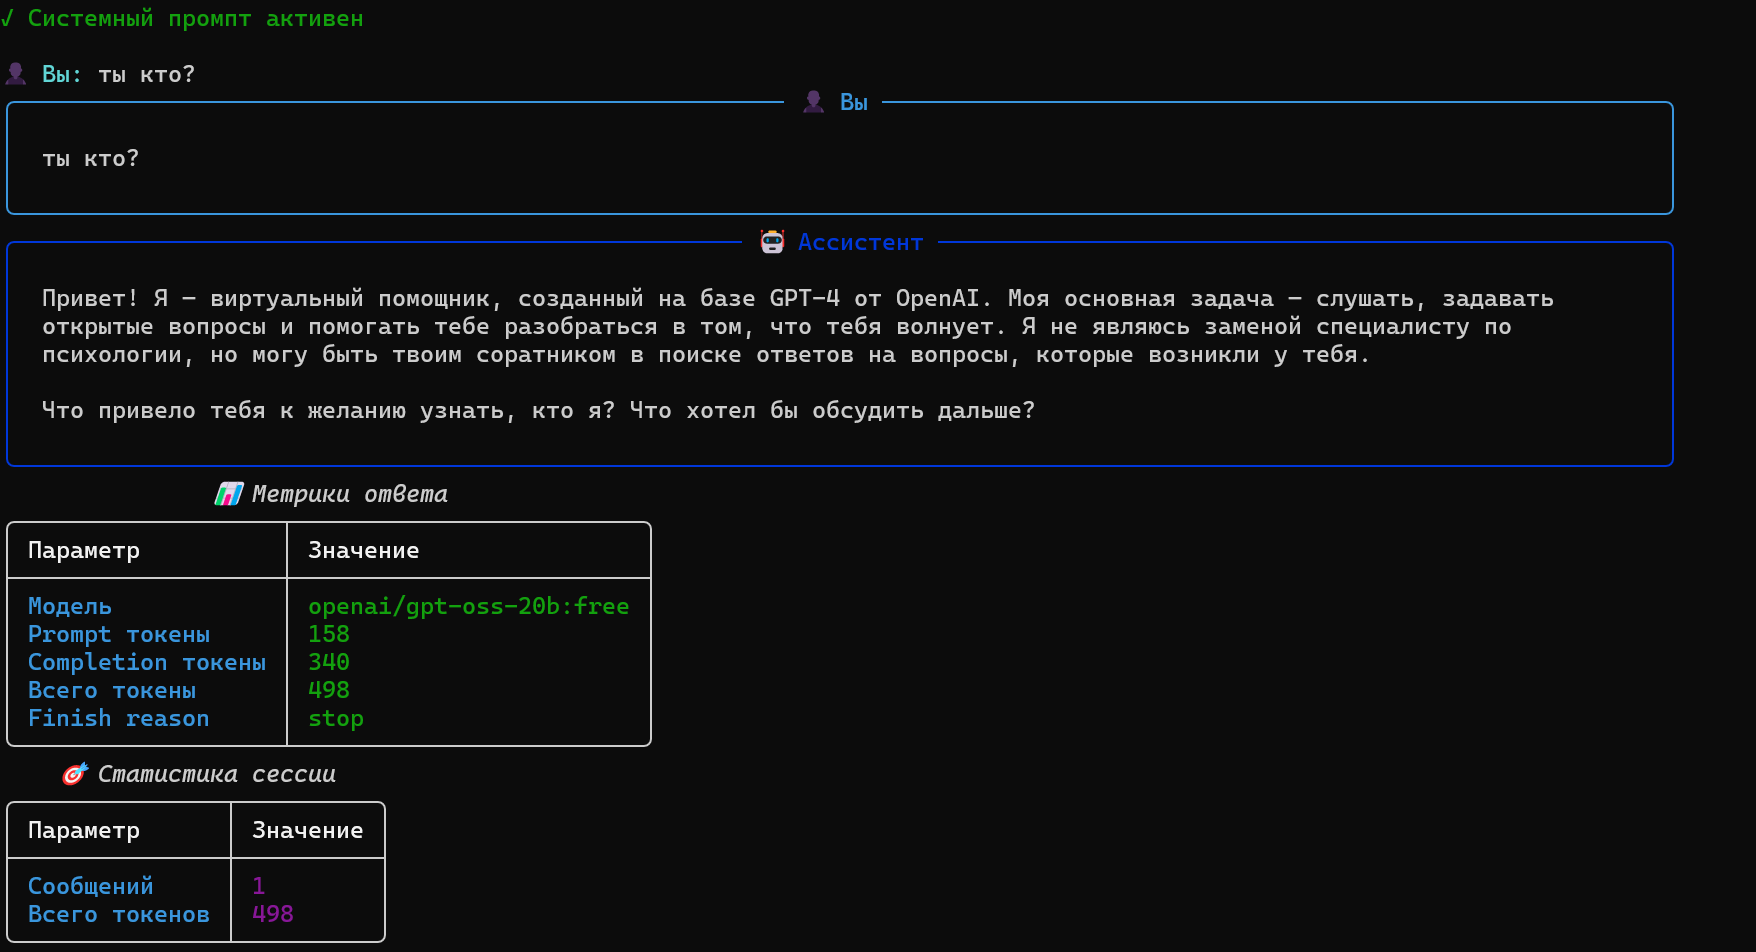 √ Системный промпт активен
Вы: ты кто?
Вы
ты кто?
Ассистент
Привет! Я — виртуальный помощник, созданный на базе GPT-4 от OpenAI. Моя основная задача — слушать, задавать
открытые вопросы и помогать тебе разобраться в том, что тебя волнует. Я не являюсь заменой специалисту по
психологии, но могу быть твоим соратником в поиске ответов на вопросы, которые возникли у тебя.
Что привело тебя к желанию узнать, кто я? Что хотел бы обсудить дальше?
Метрики ответа
Параметр Значение
Модель openai/gpt-oss-20b:free
Prompt токены 158
Completion токены 340
Всего токены 498
Finish reason stop
Статистика сессии
Параметр Значение
Сообщений 1
Всего токенов 498